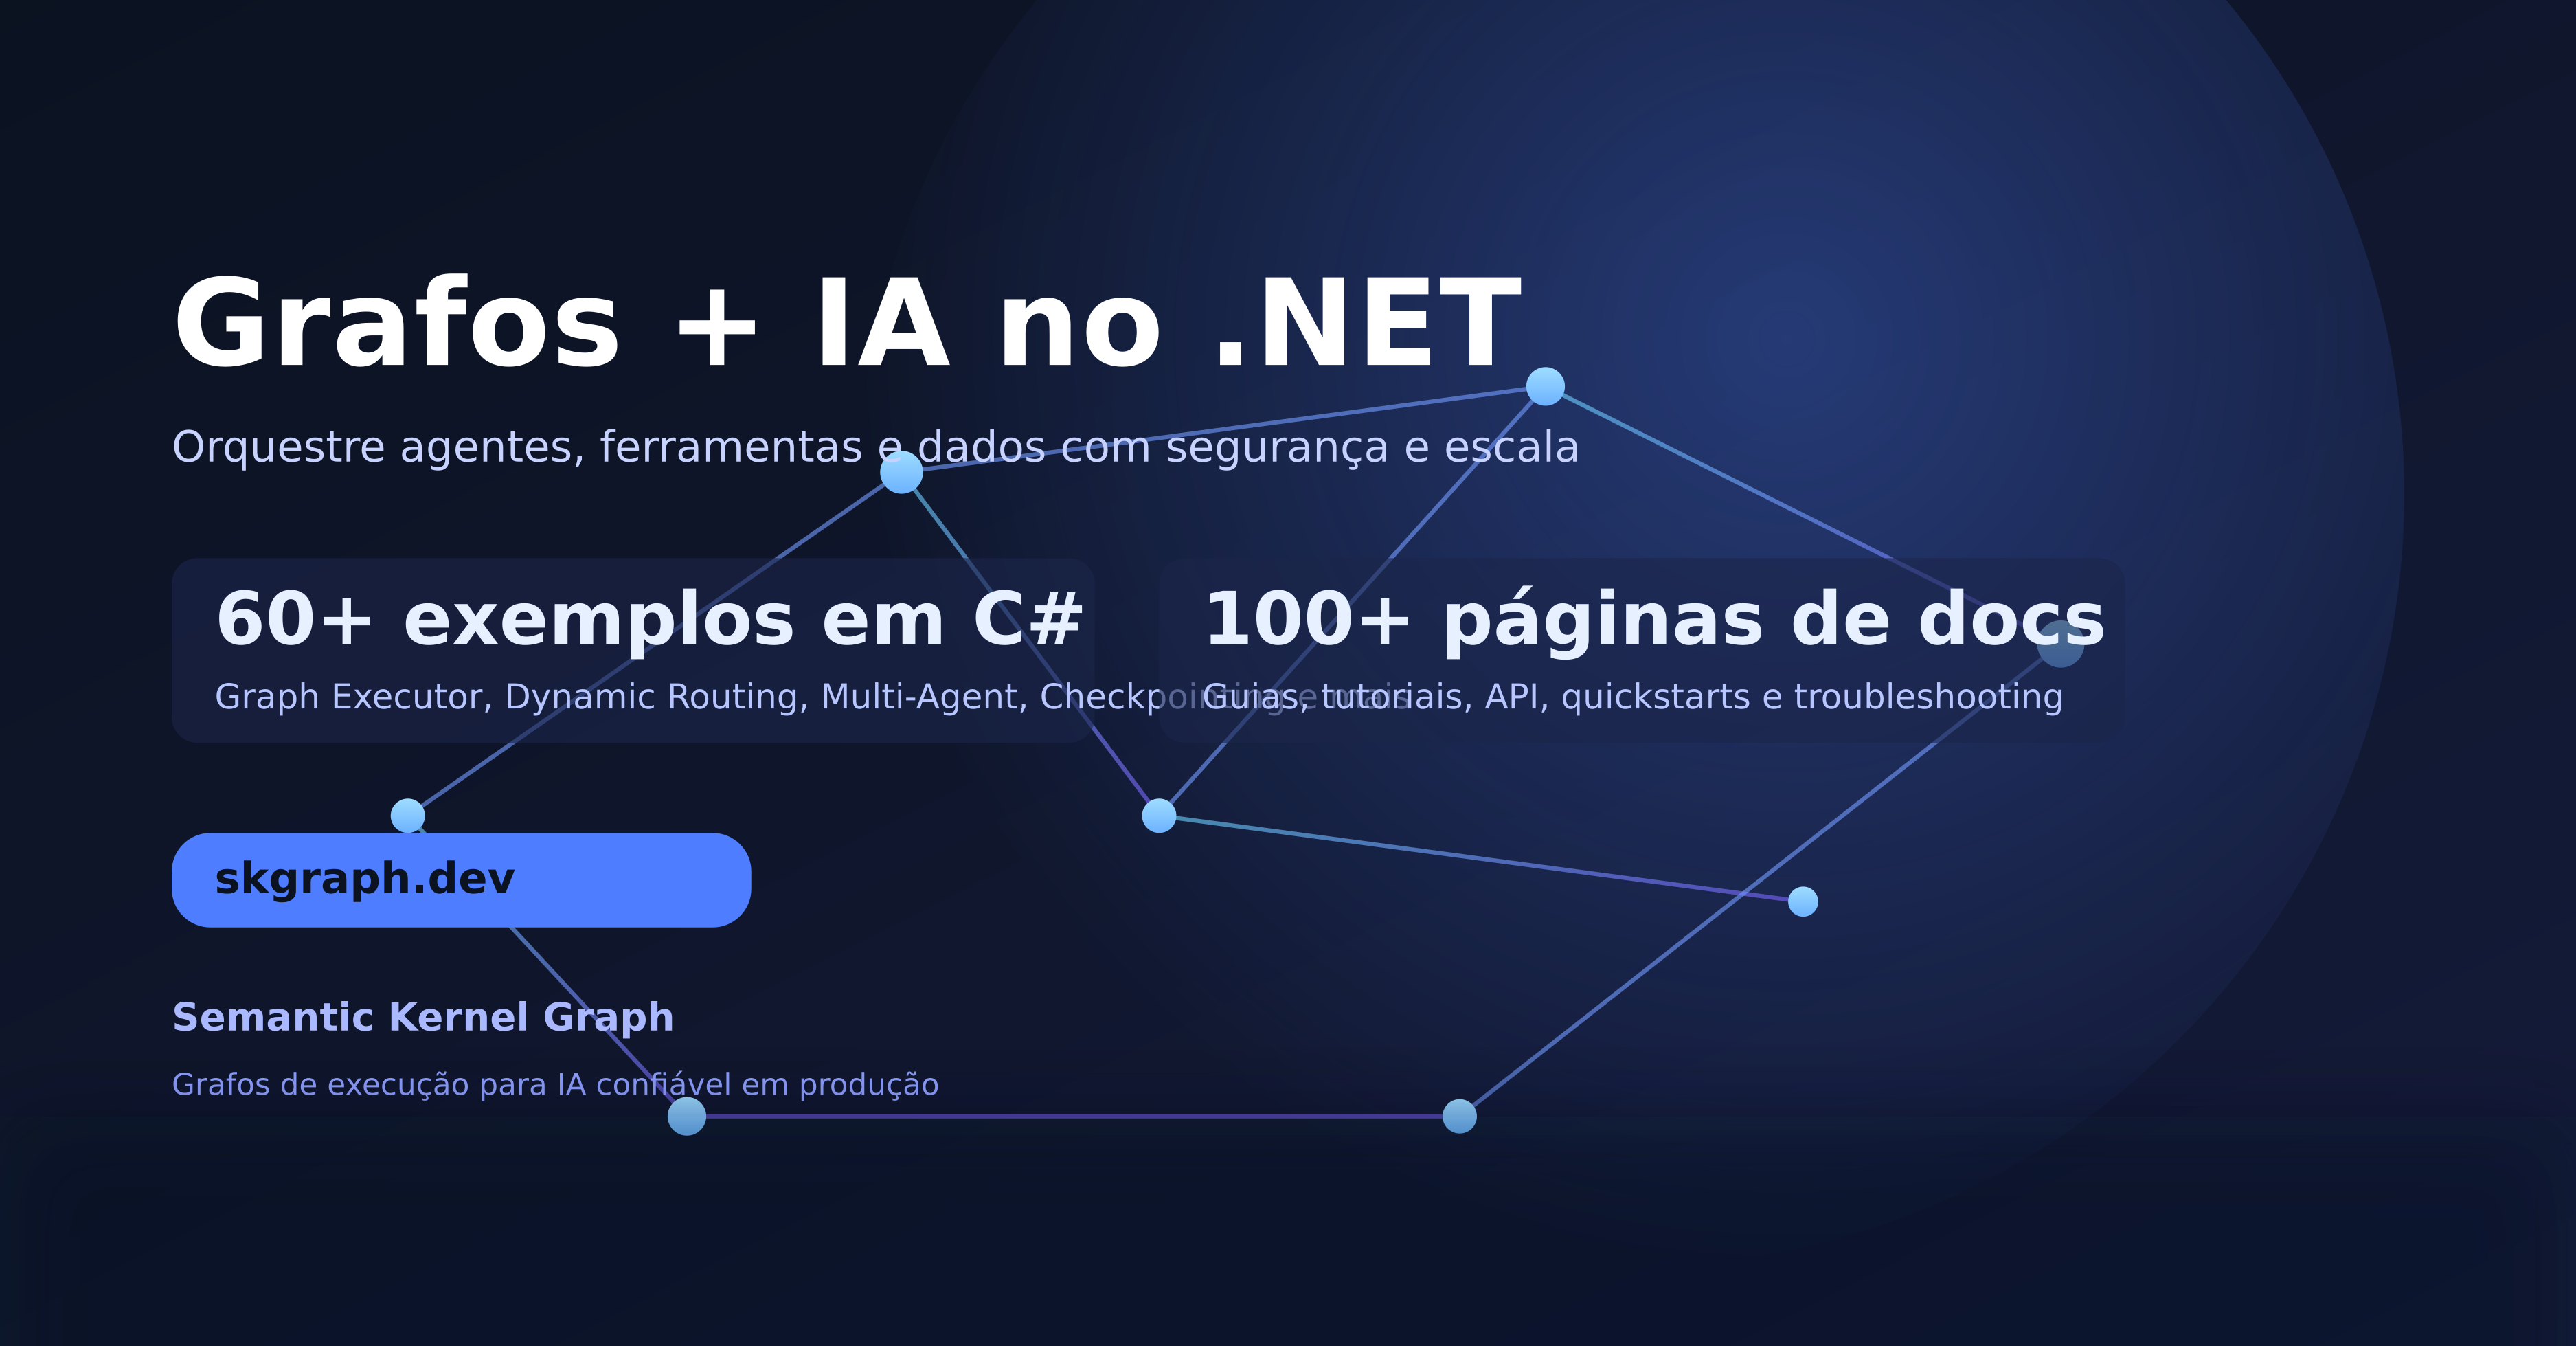 Grafos + IA no .NET
Orquestre agentes, ferramentas e dados com segurança e escala
60+ exemplos em C#
Graph Executor, Dynamic Routing, Multi-Agent, Checkpointing e mais
100+ páginas de docs
Guias, tutoriais, API, quickstarts e troubleshooting
skgraph.dev
Semantic Kernel Graph
Grafos de execução para IA confiável em produção